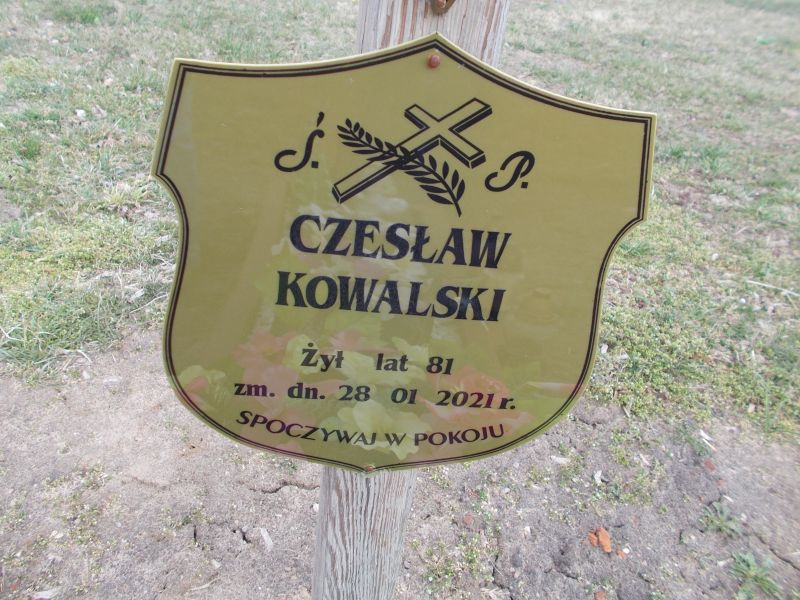 Ś. P.
CZESŁAW
KOWALSKI
Żył lat 81
zm. dn. 28 01 2021 r.
SPOCZYWAJ W POKOJU